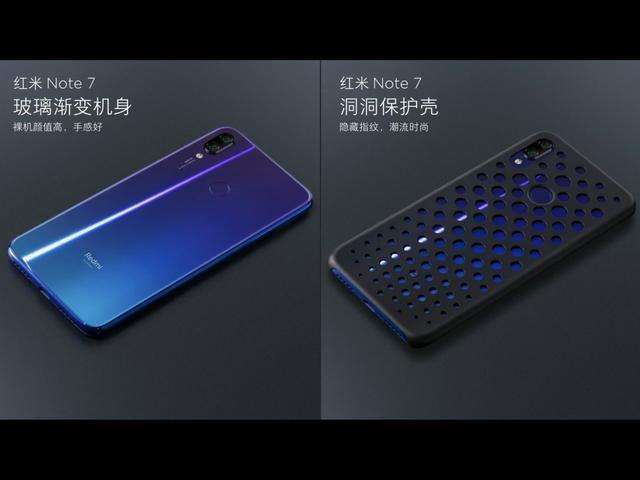 红米 Note 7
玻璃渐变机身
裸机颜值高，手感好
Redmi
红米 Note 7
洞洞保护壳
隐藏指纹，潮流时尚